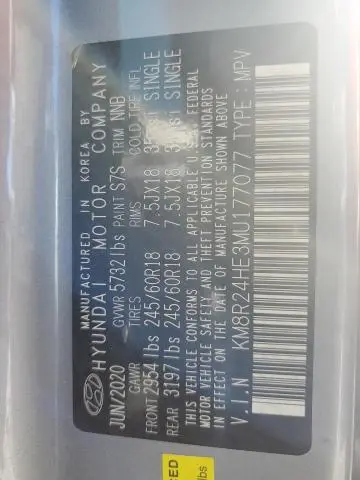 MANUFACTURED IN KOREA BY
HYUNDAI MOTOR COMPANY
JUN/2020 GVWR 5732 lbs PAINT S7S TRIM NNB
GAWR TIRES RIMS COLD TIRE INFL
FRONT 2954 lbs 245/60R18 7.5JX18 SINGLE
REAR 3197 lbs 245/60R18 7.5JX18 SINGLE
THIS VEHICLE CONFORMS TO ALL APPLICABLE U.S.A. FEDERAL
MOTOR VEHICLE SAFETY AND THEFT PREVENTION STANDARDS
IN EFFECT ON THE DATE OF MANUFACTURE SHOWN ABOVE
V.I.N KM8R24HE3MU177077 TYPE : MPV
lbs